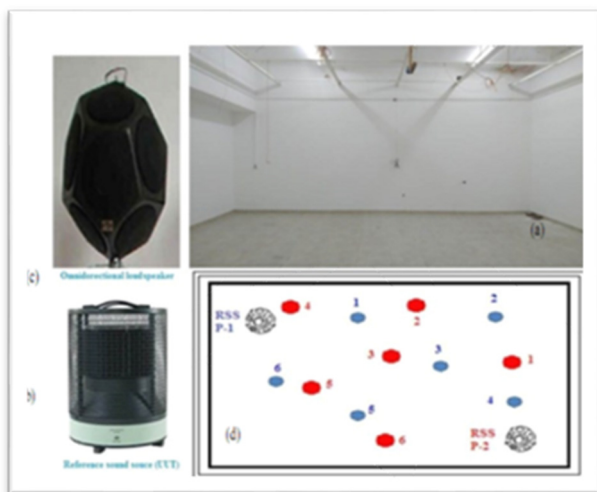 (a)
(c)
Omnidirectional loudspeaker
b)
Reference sound souce (UUT)
RSS
P-1
4
1
2
2
3
3
1
6
5
4
5
(d)
6
RSS
P-2